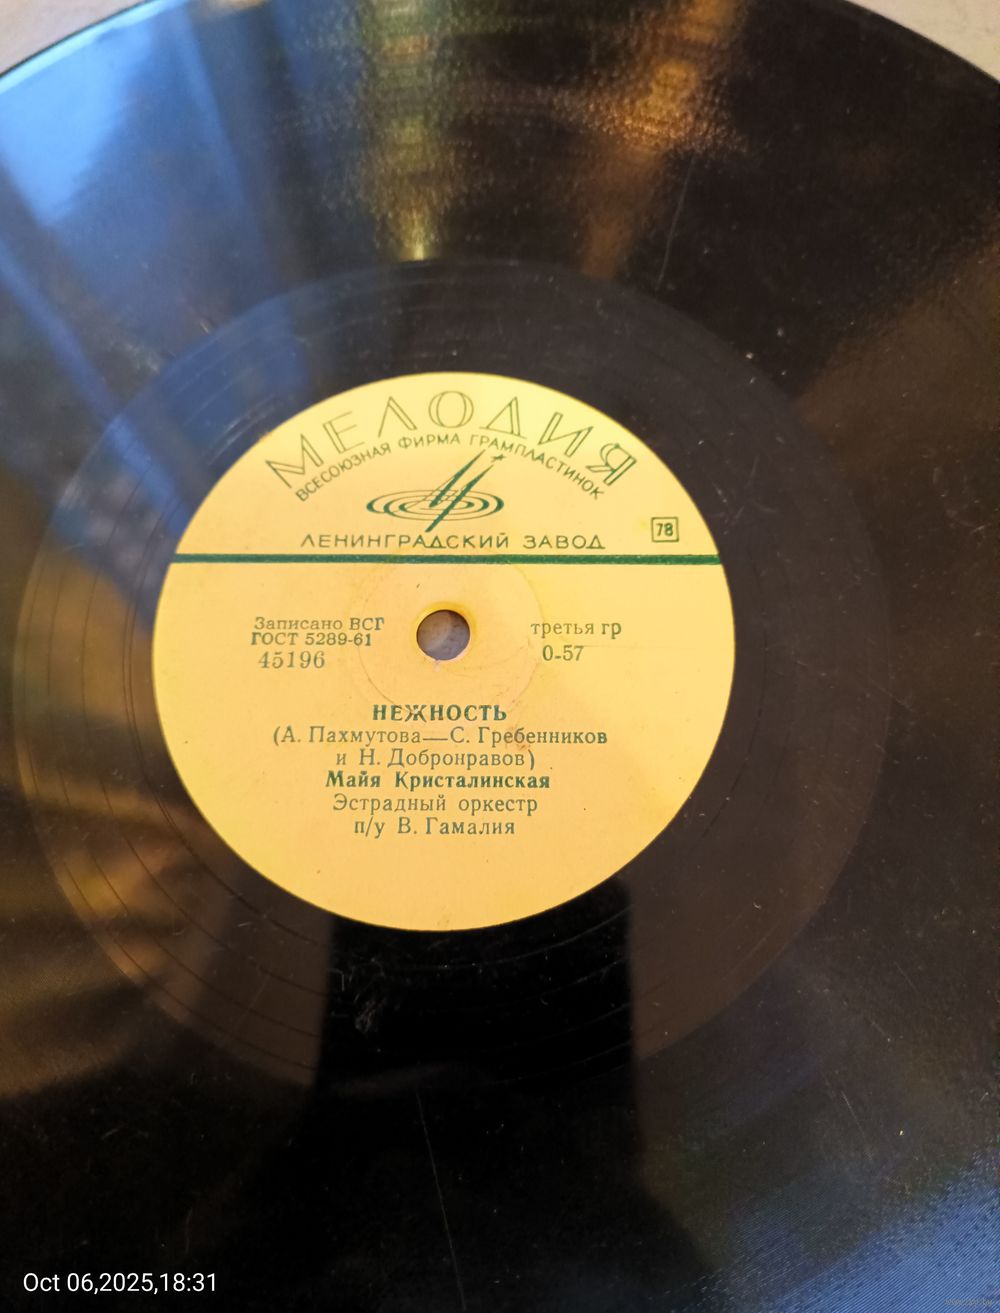 МЕЛОДИЯ
ВСЕСОЮЗНАЯ ФИРМА ГРАМПЛАСТИНОК
ЛЕНИНГРАДСКИЙ ЗАВОД
78
Записано ВСГ
ГОСТ 5289-61
45196
третья гр
0-57
НЕЖНОСТЬ
(А. Пахмутова—С. Гребенников
и Н. Добронравов)
Майя Кристалинская
Эстрадный оркестр
п/у В. Гамалия
Oct 06,2025,18:31